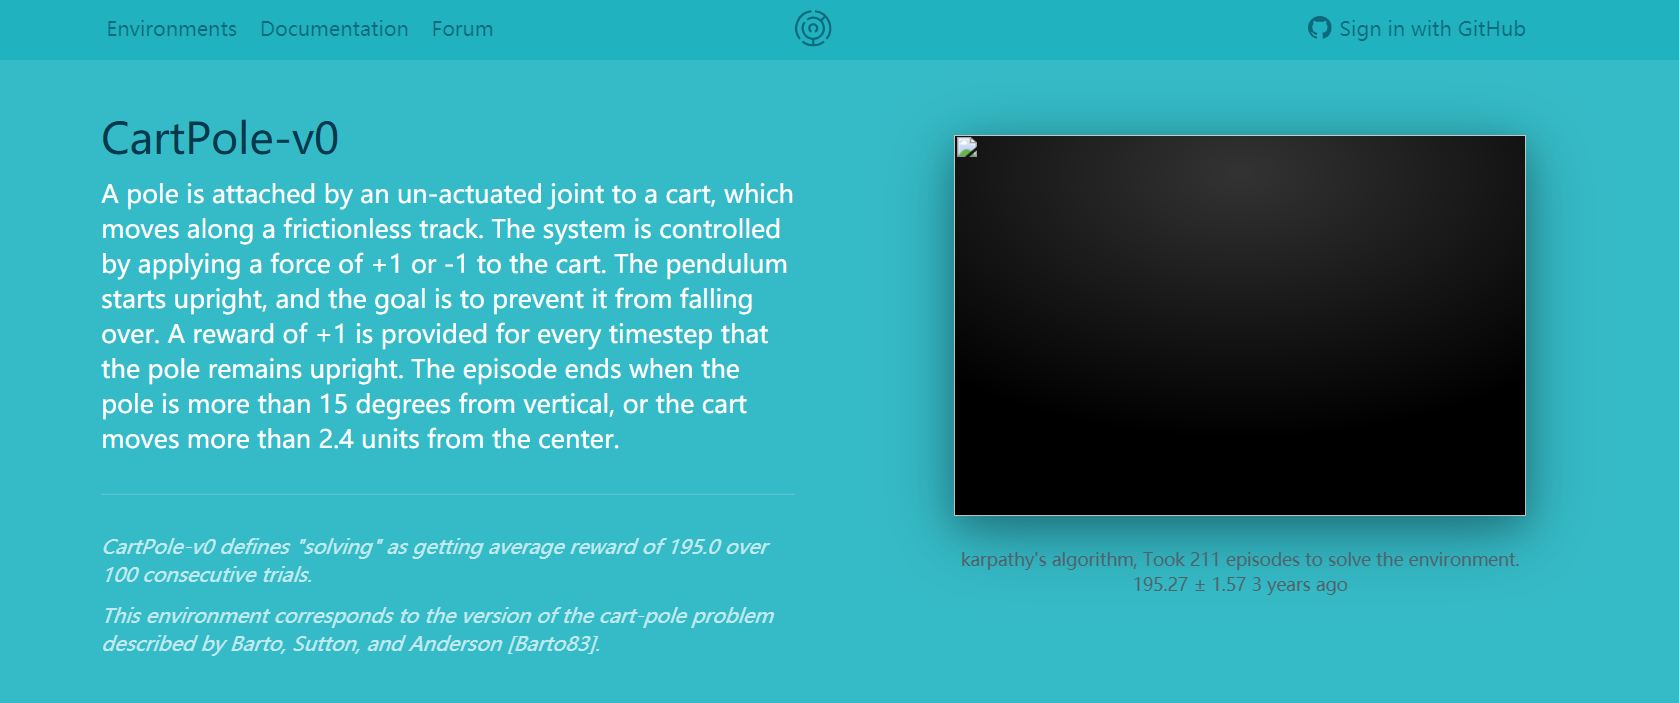 Environments Documentation Forum Sign in with GitHub
CartPole-v0
A pole is attached by an un-actuated joint to a cart, which
moves along a frictionless track. The system is controlled
by applying a force of +1 or -1 to the cart. The pendulum
starts upright, and the goal is to prevent it from falling
over. A reward of +1 is provided for every timestep that
the pole remains upright. The episode ends when the
pole is more than 15 degrees from vertical, or the cart
moves more than 2.4 units from the center.
CartPole-v0 defines "solving" as getting average reward of 195.0 over
100 consecutive trials.
This environment corresponds to the version of the cart-pole problem
described by Barto, Sutton, and Anderson [Barto83].
karpathy's algorithm, Took 211 episodes to solve the environment.
195.27 ± 1.57 3 years ago